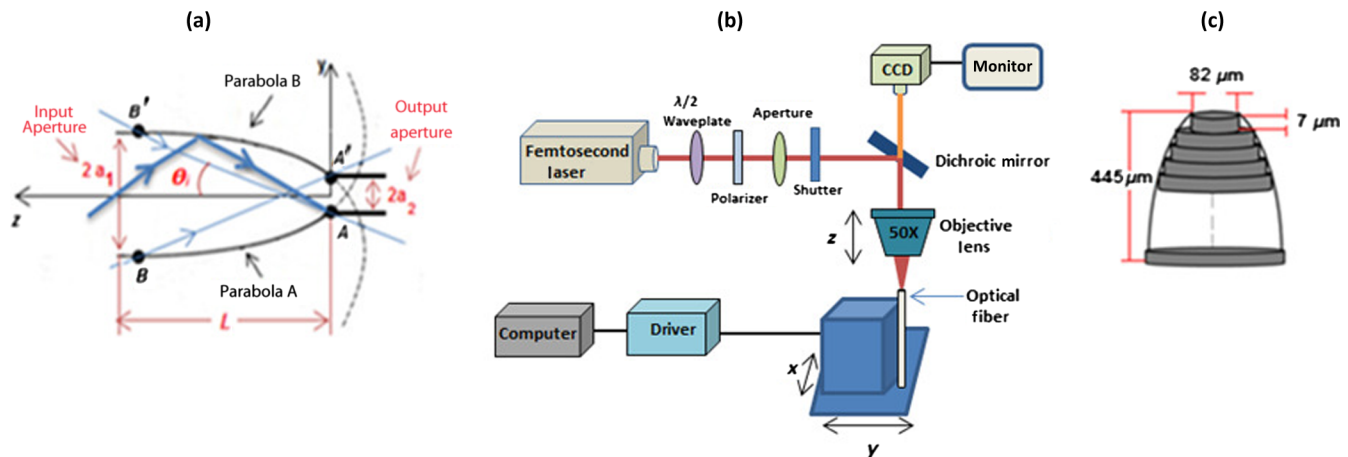 (a)
Parabola B
y
B'
Input
Aperture
Output
aperture
A'
2 a1
θi
2a2
z
A
B
Parabola A
L
(b)
CCD
Monitor
λ/2
Waveplate
Aperture
Femtosecond
laser
Dichroic mirror
Polarizer
Shutter
z
50X
Objective
lens
Optical
fiber
Computer
Driver
x
y
(c)
82 µm
7 µm
445µm